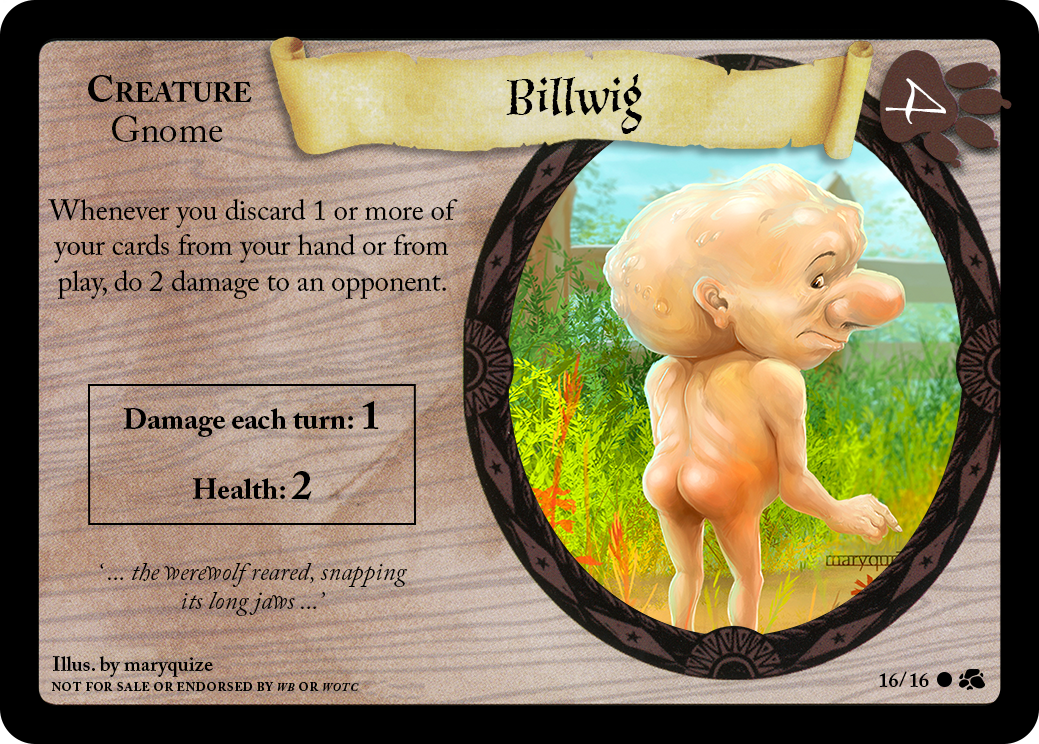 CREATURE
Gnome
Billwig
4
Whenever you discard 1 or more of
your cards from your hand or from
play, do 2 damage to an opponent.
Damage each turn: 1
Health: 2
‘... the werewolf reared, snapping
its long jaws ...’
maryqui
Illus. by maryquize
NOT FOR SALE OR ENDORSED BY WB OR WOTC
16/16